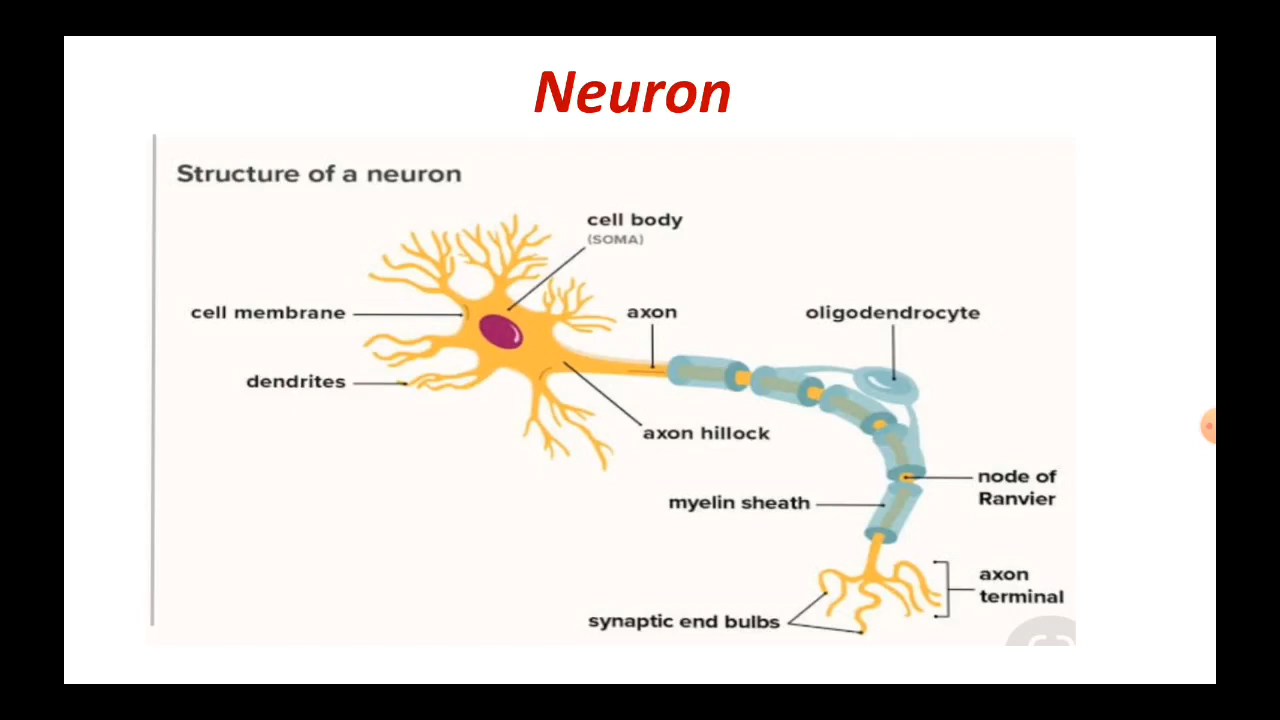 Neuron
Structure of a neuron
cell body
(SOMA)
cell membrane
axon
oligodendrocyte
dendrites
axon hillock
node of
Ranvier
myelin sheath
axon
terminal
synaptic end bulbs